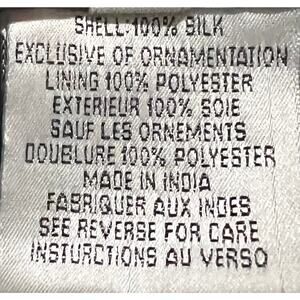 SHELL:100% SILK
EXCLUSIVE OF ORNAMENTATION
LINING 100% POLYESTER
EXTERIEUR 100% SOIE
SAUF LES ORNEMENTS
DOUBLURE 100% POLYESTER
MADE IN INDIA
FABRIQUER AUX INDES
SEE REVERSE FOR CARE
INSTURCTIONS AU VERSO